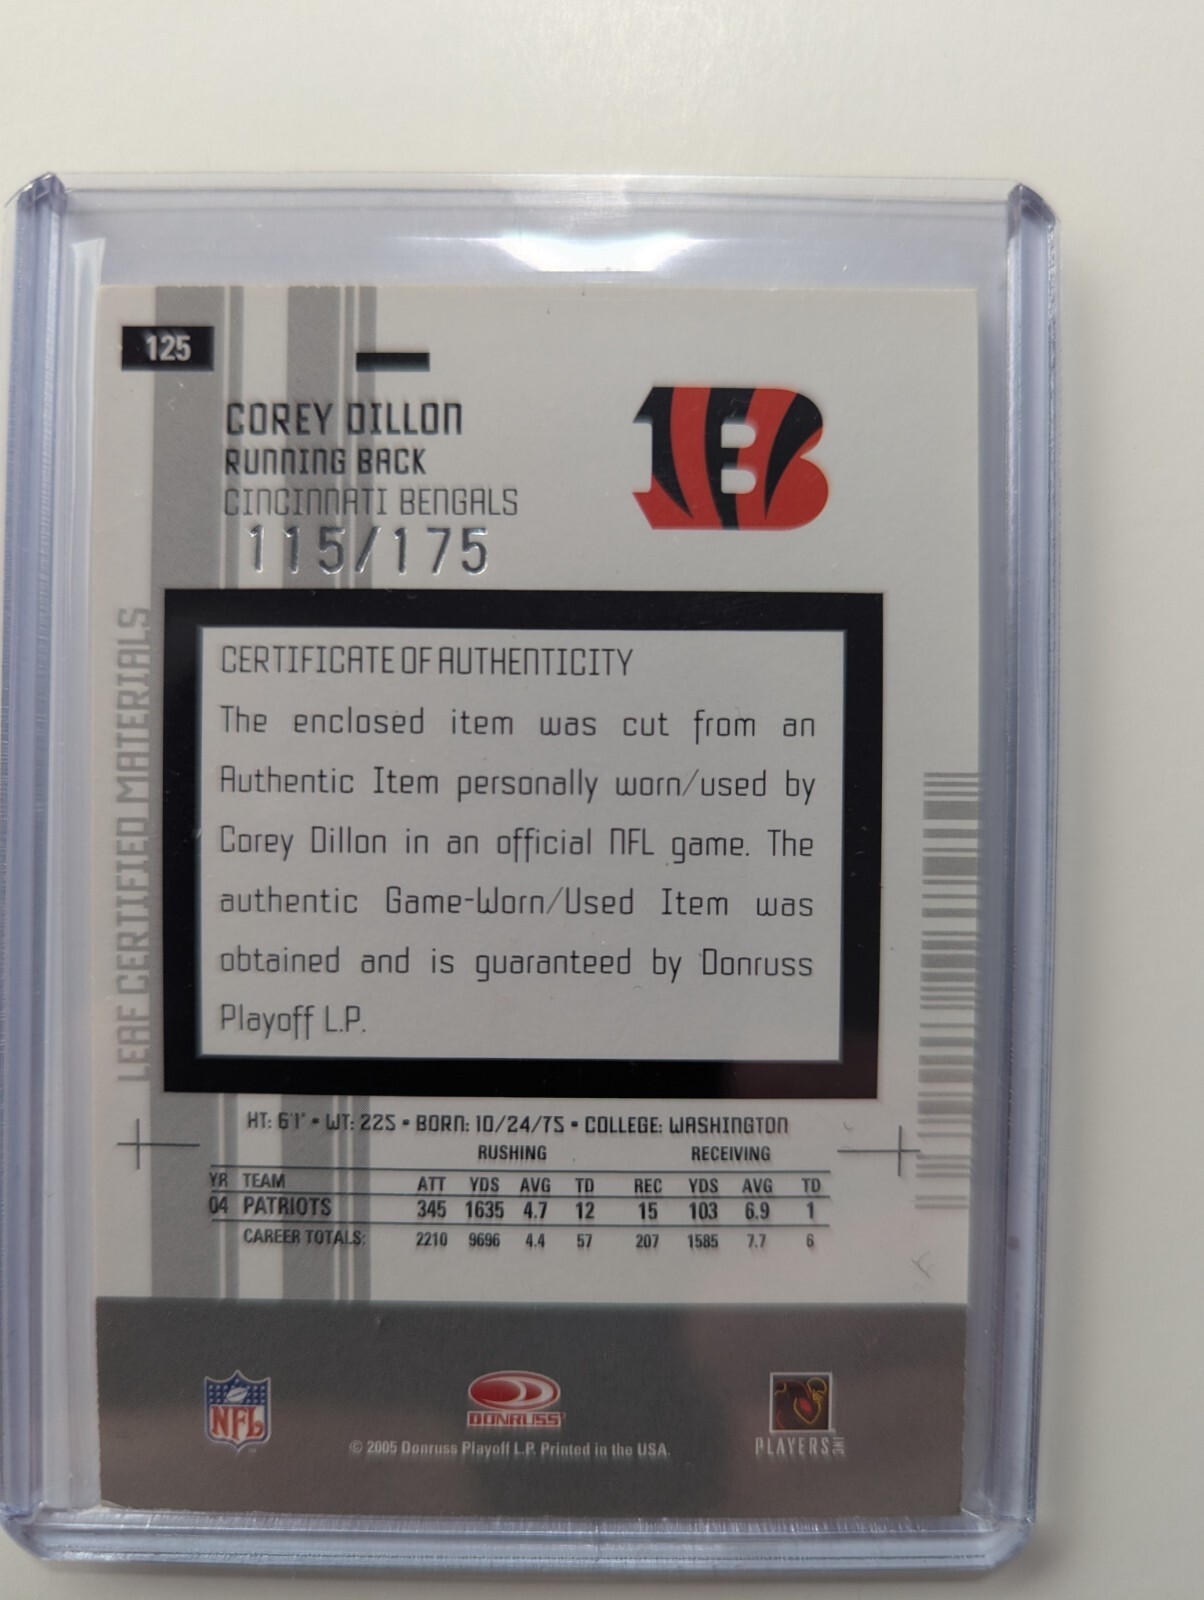 125
COREY DILLON
RUNNING BACK
CINCINNATI BENGALS
115/175
LEAF CERTIFIED MATERIALS
CERTIFICATE OF AUTHENTICITY
The enclosed item was cut from an
Authentic Item personally worn/used by
Corey Dillon in an official NFL game. The
authentic Game-Worn/Used Item was
obtained and is guaranteed by Donruss
Playoff L.P.
HT: 6'1" • WT: 225 • BORN: 10/24/75 • COLLEGE: WASHINGTON
RUSHING RECEIVING
YR TEAM ATT YDS AVG TD REC YDS AVG TD
04 PATRIOTS 345 1635 4.7 12 15 103 6.9 1
CAREER TOTALS: 2210 9696 4.4 57 207 1585 7.7 6
NFL
DONRUSS
PLAYERS INC
© 2005 Donruss Playoff L.P. Printed in the USA.